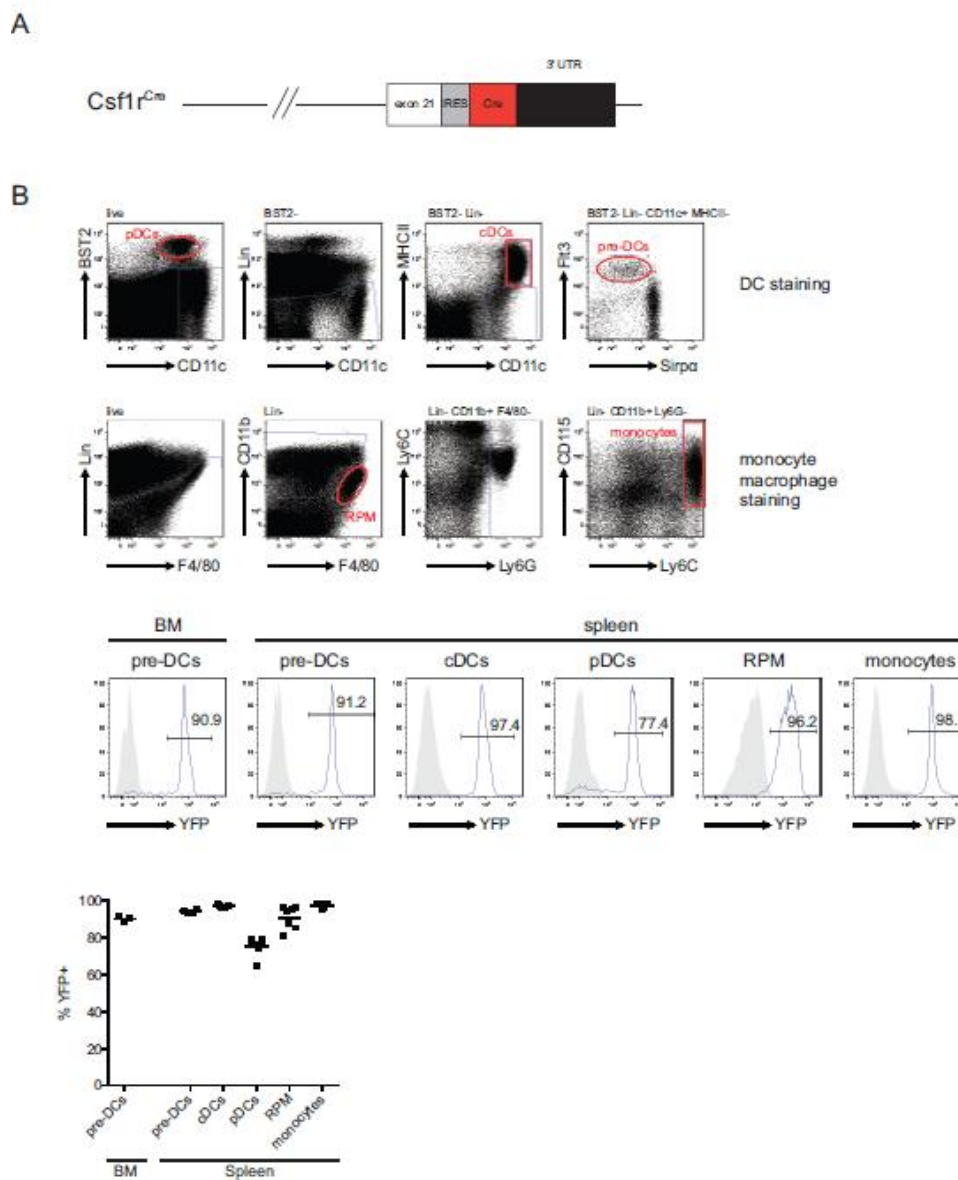 A
3' UTR
Csf1rCre
exon 21 IRES Cre
B
live BST2- BST2- Lin- BST2- Lin- CD11c+ MHCII-
pDCs cDCs pre-DCs
BST2 Lin MHCII Flt3
DC staining
CD11c CD11c CD11c Sirpα
live Lin- Lin- CD11b+ F4/80- Lin- CD11b+ Ly6G-
monocytes
Lin CD11b Ly6C CD115
RPM
monocyte
macrophage
staining
F4/80 F4/80 Ly6G Ly6C
BM spleen
pre-DCs pre-DCs cDCs pDCs RPM monocytes
90.9 91.2 97.4 77.4 96.2 98.
YFP YFP YFP YFP YFP YFP
% YFP+
100
80
60
40
20
0
pre-DCs pre-DCs cDCs pDCs RPM monocytes
BM Spleen